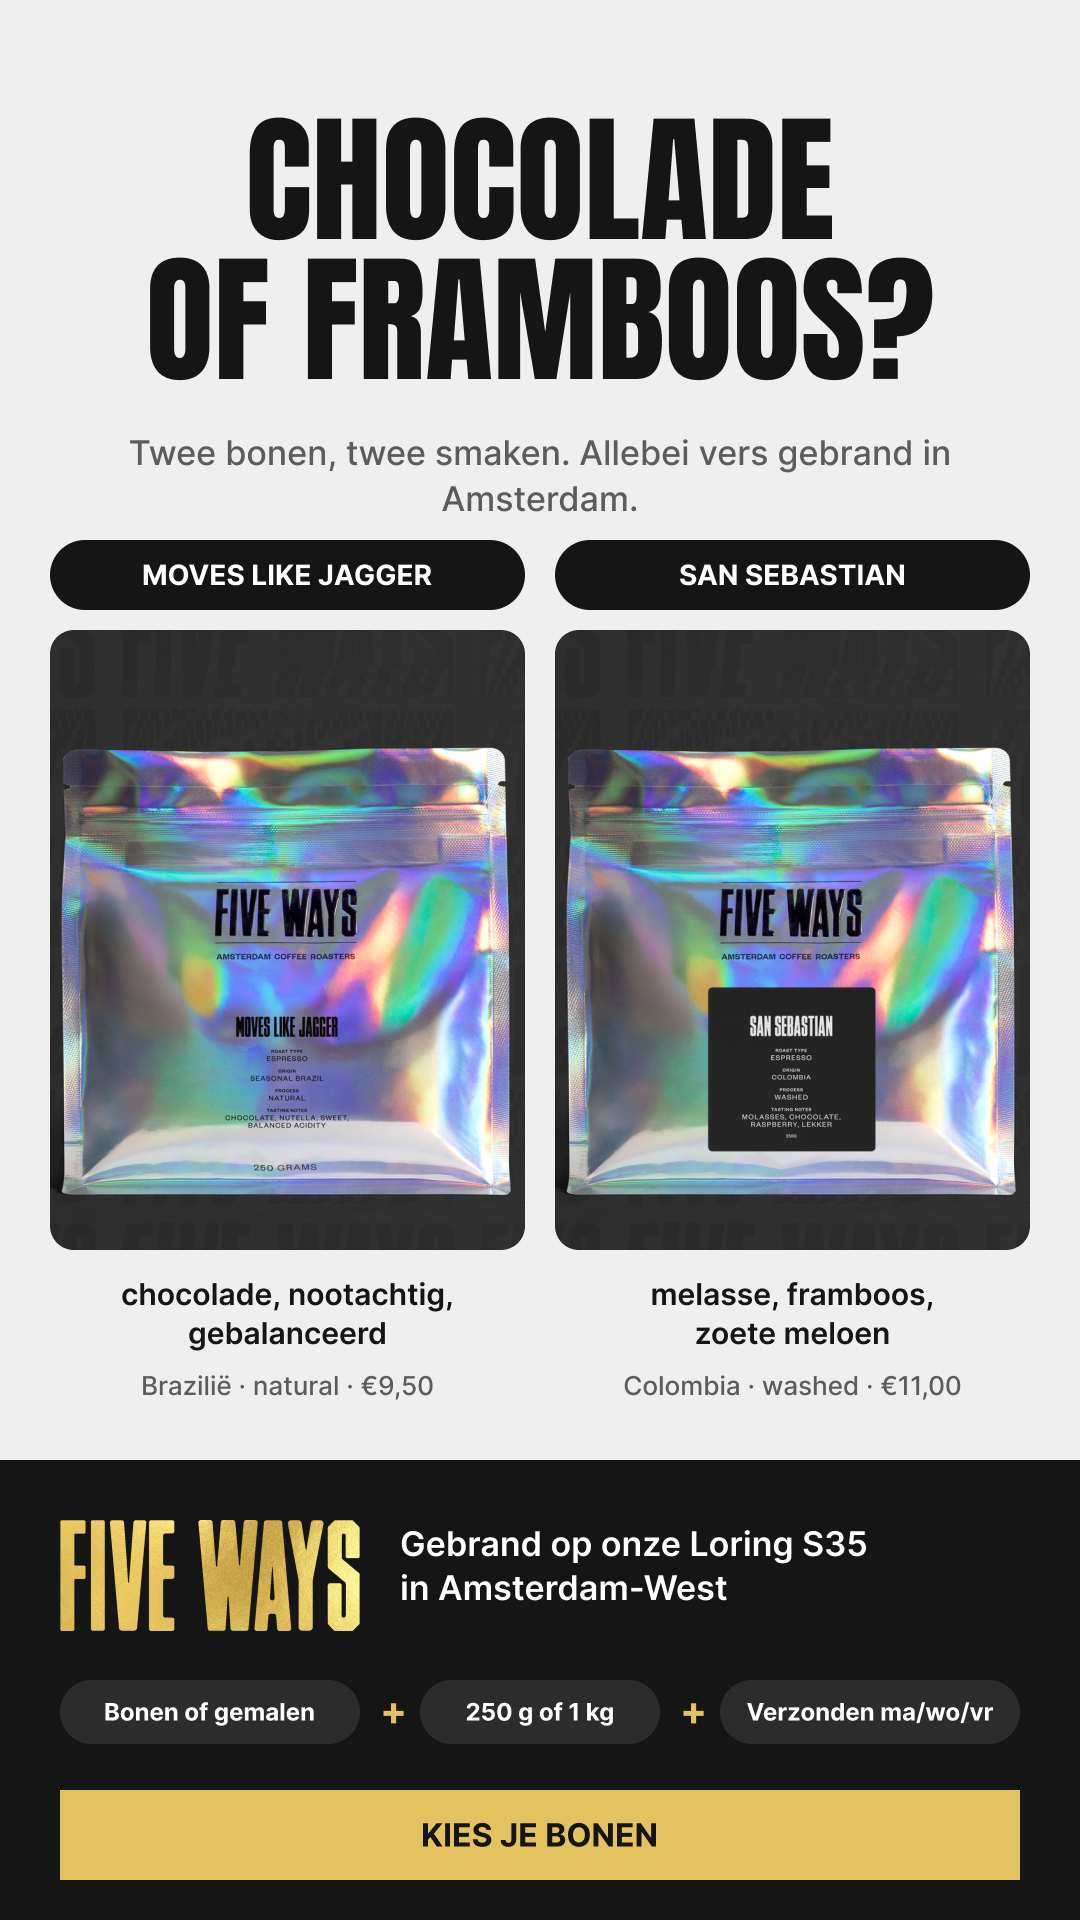 CHOCOLADE
OF FRAMBOOS?
Twee bonen, twee smaken. Allebei vers gebrand in
Amsterdam.
MOVES LIKE JAGGER
SAN SEBASTIAN
FIVE WAYS
AMSTERDAM COFFEE ROASTERS
MOVES LIKE JAGGER
ROAST TYPE
ESPRESSO
ORIGIN
SEASONAL BRAZIL
PROCESS
NATURAL
TASTING NOTES
CHOCOLATE, NUTELLA, SWEET,
BALANCED ACIDITY
250 GRAMS
FIVE WAYS
AMSTERDAM COFFEE ROASTERS
SAN SEBASTIAN
ROAST TYPE
ESPRESSO
ORIGIN
COLOMBIA
PROCESS
WASHED
TASTING NOTES
MOLASSES, CHOCOLATE,
RASPBERRY, LEKKER
250G
chocolade, nootachtig,
gebalanceerd
Brazilië · natural · €9,50
melasse, framboos,
zoete meloen
Colombia · washed · €11,00
FIVE WAYS
Gebrand op onze Loring S35
in Amsterdam-West
Bonen of gemalen + 250 g of 1 kg + Verzonden ma/wo/vr
KIES JE BONEN